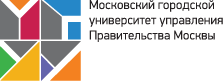 Московский городской
университет управления
Правительства Москвы